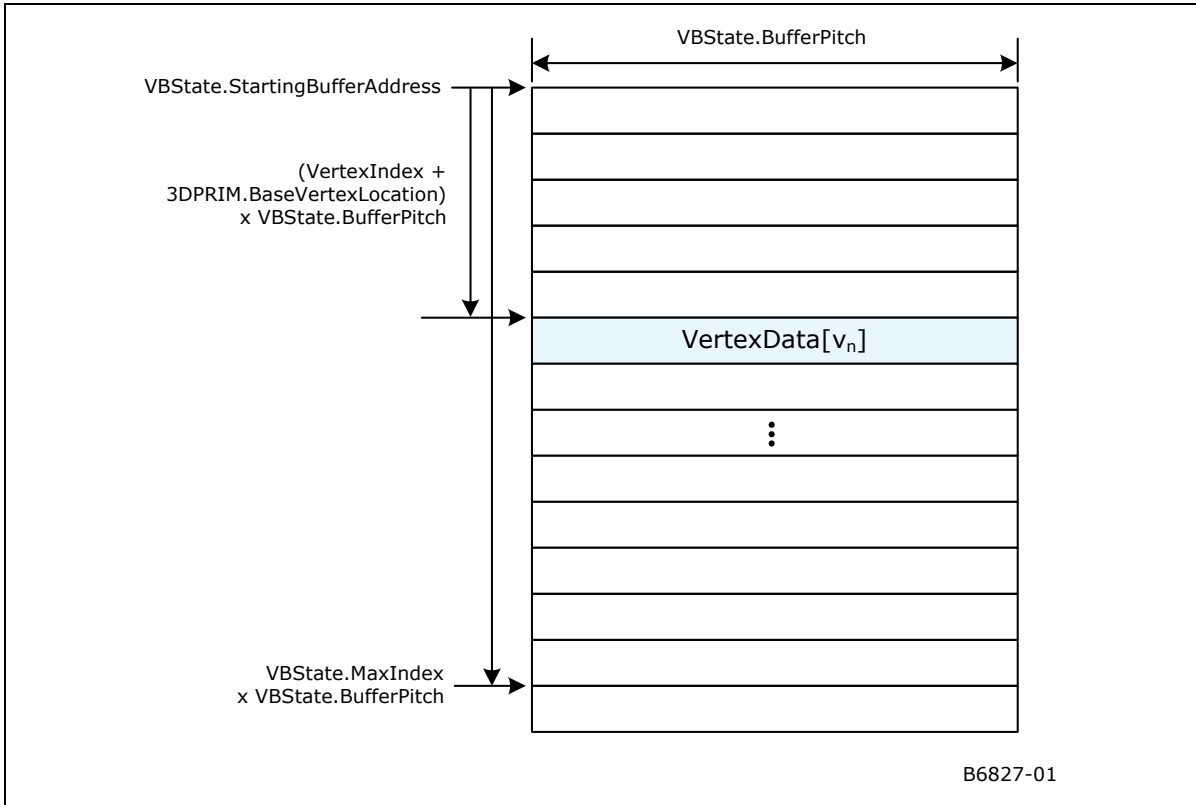 VBState.BufferPitch
VBState.StartingBufferAddress
(VertexIndex +
3DPRIM.BaseVertexLocation)
x VBState.BufferPitch
VertexData[vn]
⋮
VBState.MaxIndex
x VBState.BufferPitch
B6827-01